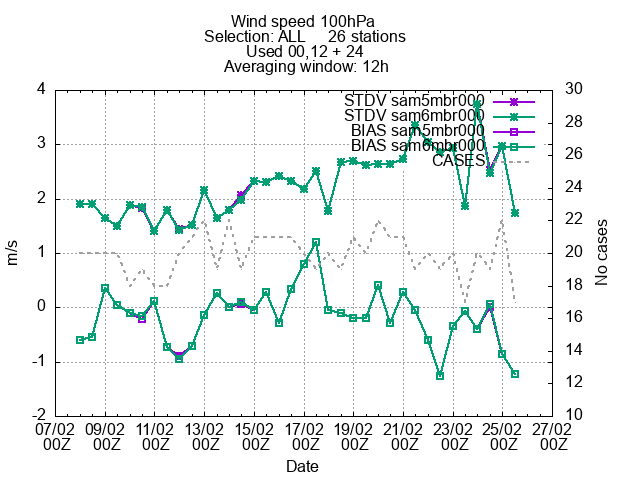 Wind speed 100hPa
Selection: ALL 26 stations
Used 00,12 + 24
Averaging window: 12h
STDV sam5mbr000
STDV sam6mbr000
BIAS sam5mbr000
BIAS sam6mbr000
CASES
4
3
2
1
0
-1
-2
m/s
30
28
26
24
22
20
18
16
14
12
10
No cases
07/02 09/02 11/02 13/02 15/02 17/02 19/02 21/02 23/02 25/02 27/02
00Z 00Z 00Z 00Z 00Z 00Z 00Z 00Z 00Z 00Z 00Z
Date